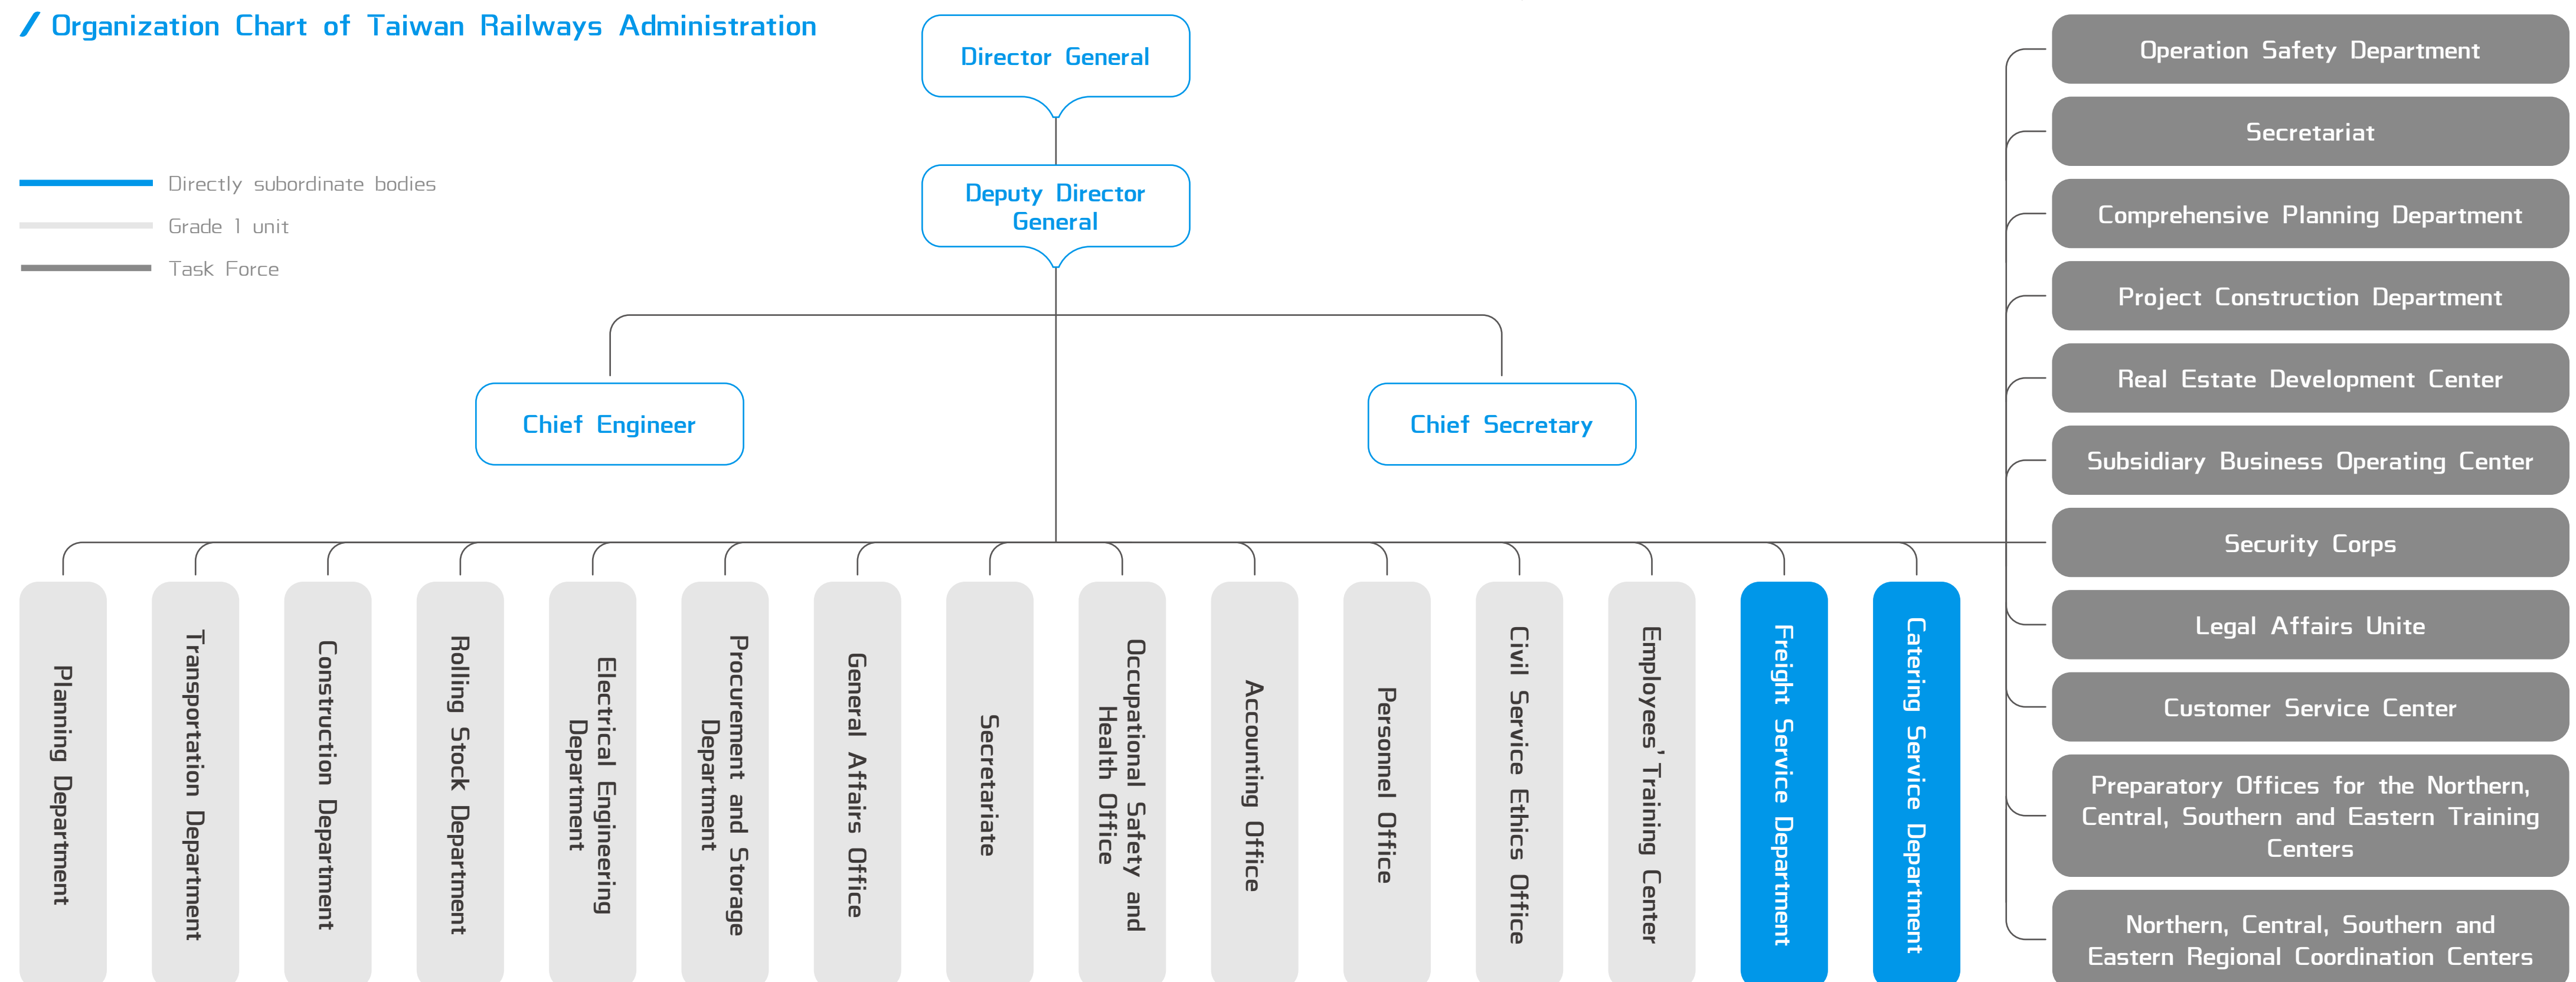 Organization Chart of Taiwan Railways Administration
Directly subordinate bodies
Grade 1 unit
Task Force
Director General
Deputy Director
General
Chief Engineer
Chief Secretary
Planning Department
Transportation Department
Construction Department
Rolling Stock Department
Electrical Engineering
Department
Procurement and Storage
Department
General Affairs Office
Secretariate
Occupational Safety and
Health Office
Accounting Office
Personnel Office
Civil Service Ethics Office
Employees'Training Center
Freight Service Department
Catering Service Department
Operation Safety Department
Secretariat
Comprehensive Planning Department
Project Construction Department
Real Estate Development Center
Subsidiary Business Operating Center
Security Corps
Legal Affairs Unite
Customer Service Center
Preparatory Offices for the Northern,
Central, Southern and Eastern Training
Centers
Northern, Central, Southern and
Eastern Regional Coordination Centers